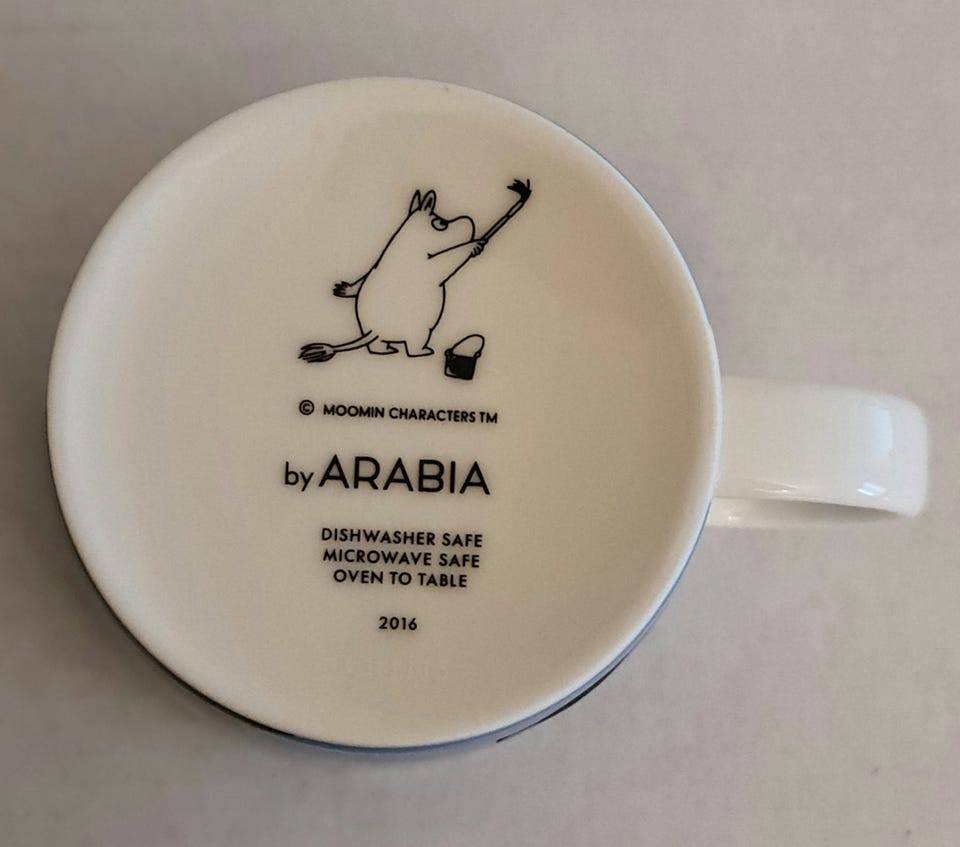 © MOOMIN CHARACTERS TM
by ARABIA
DISHWASHER SAFE
MICROWAVE SAFE
OVEN TO TABLE
2016